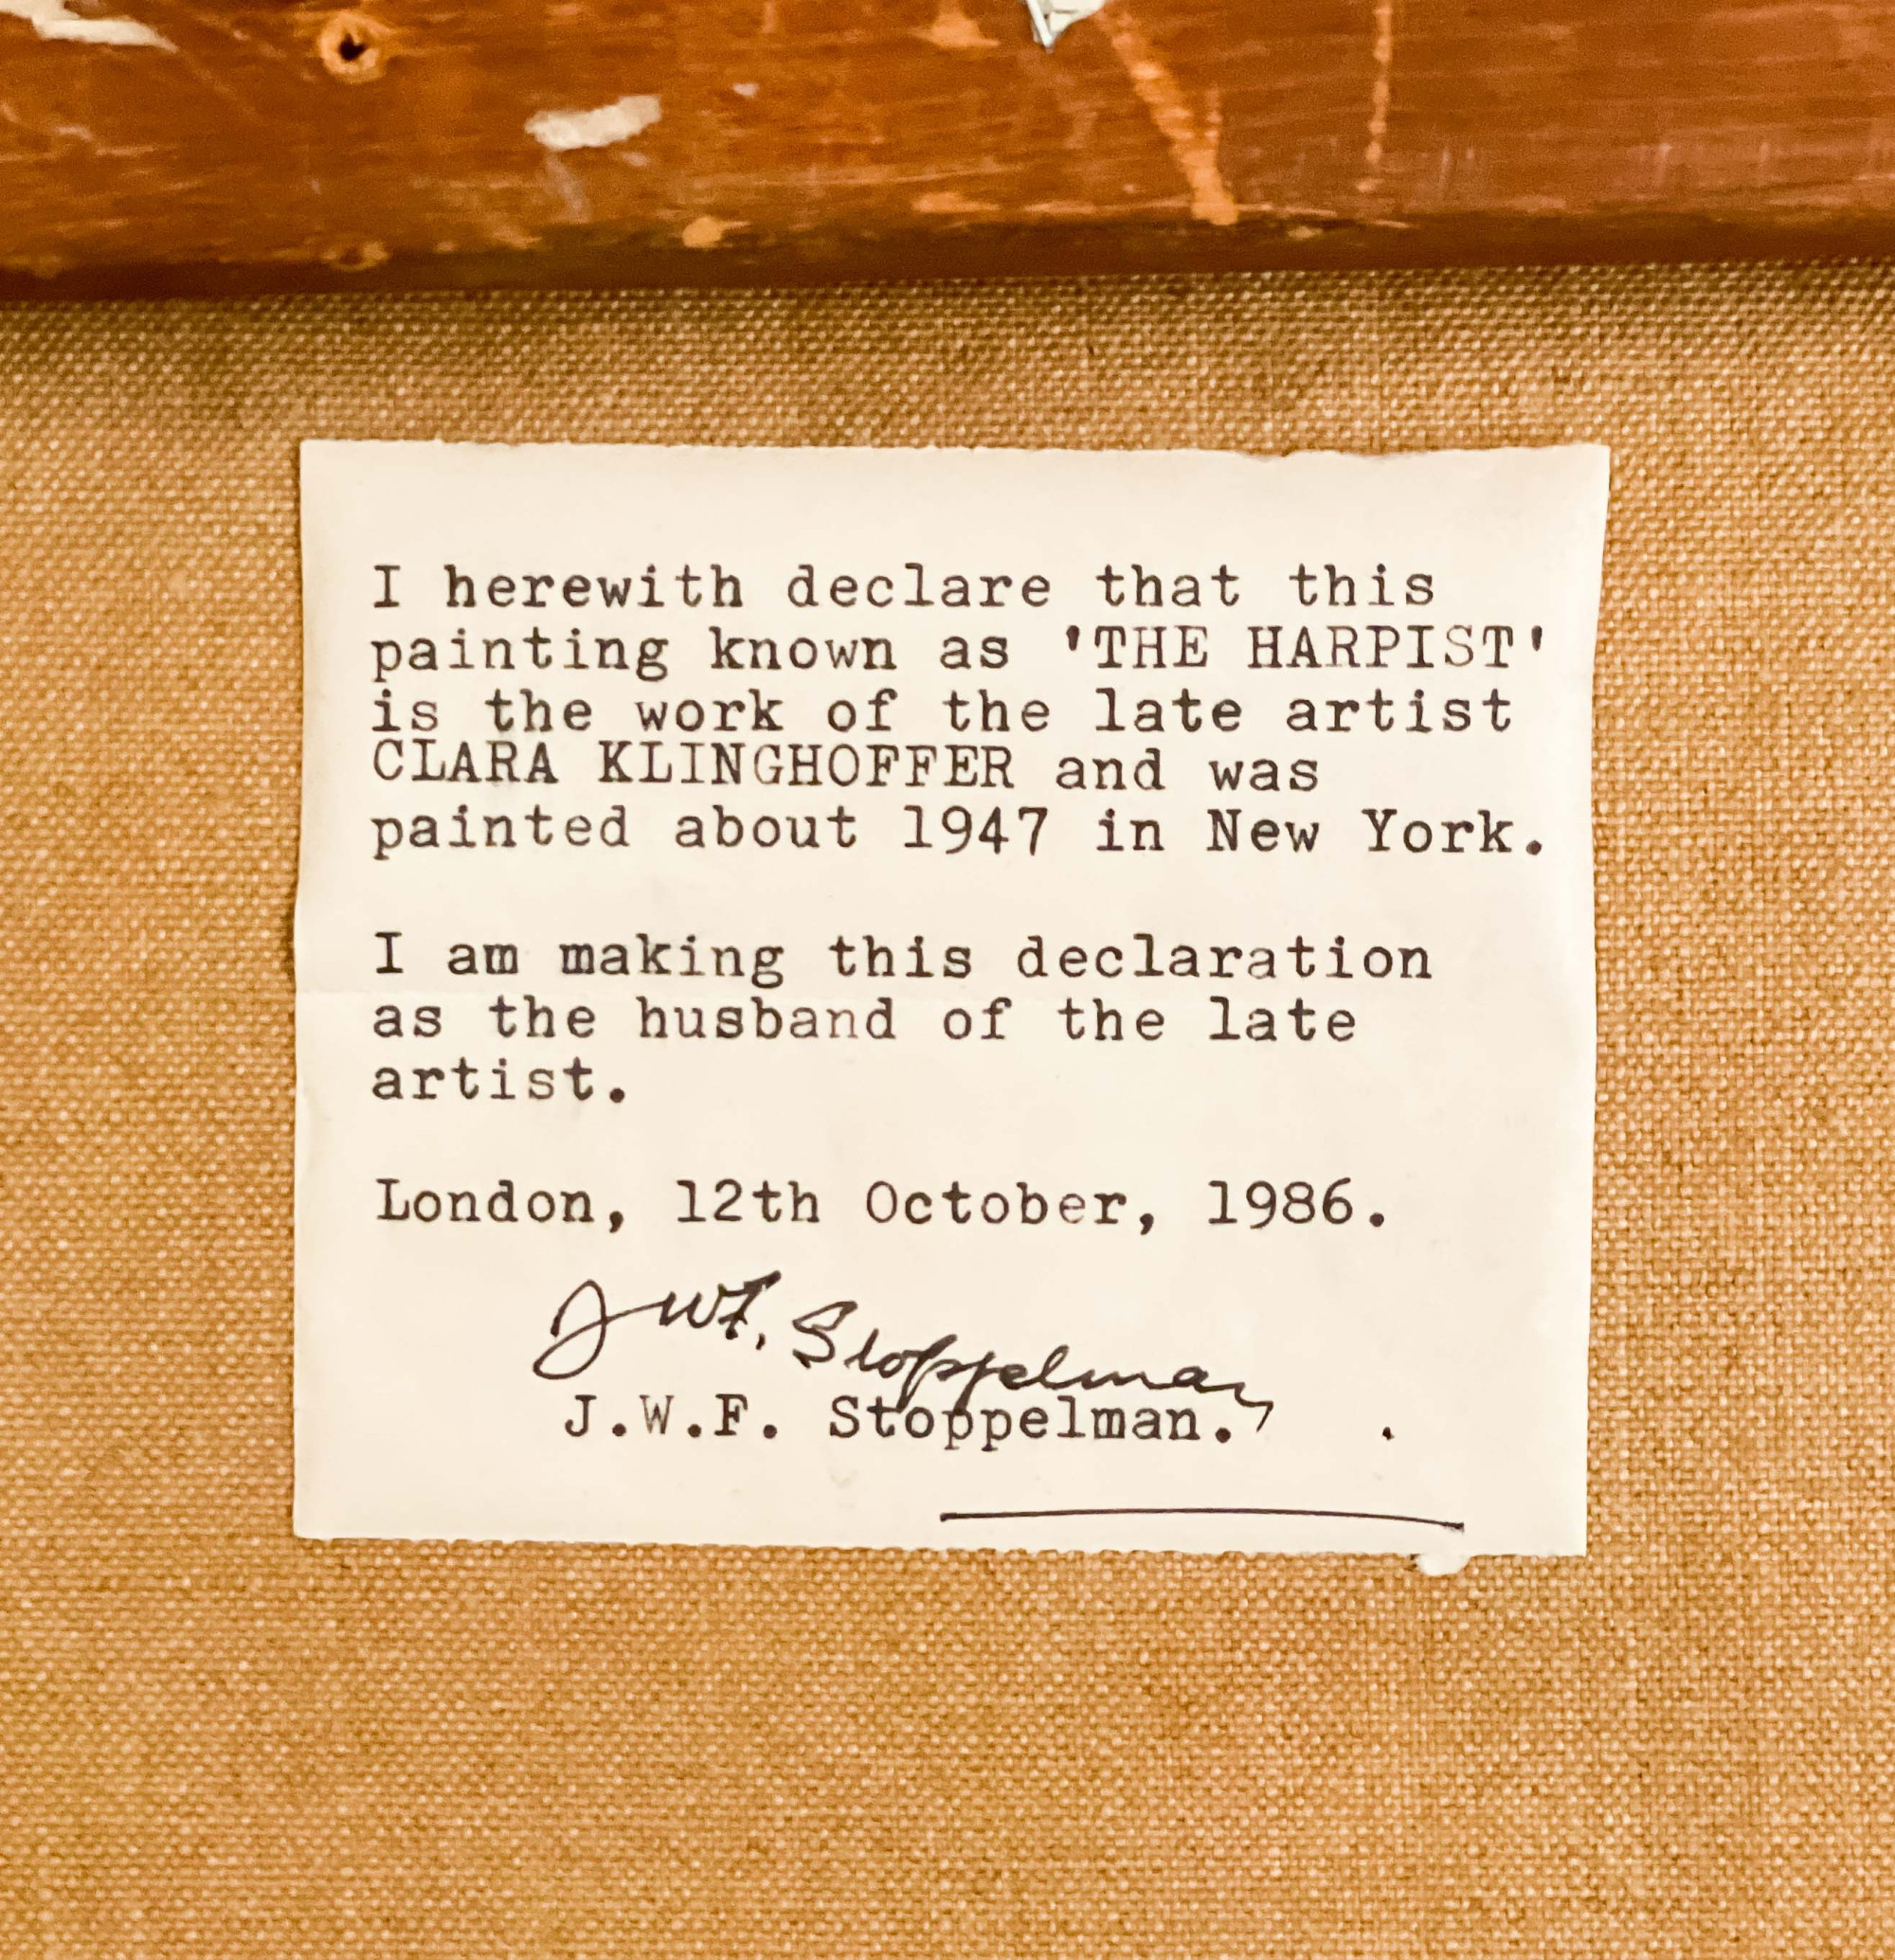 I herewith declare that this
painting known as 'THE HARPIST'
is the work of the late artist
CLARA KLINGHOFFER and was
painted about 1947 in New York.
I am making this declaration
as the husband of the late
artist.
London, 12th October, 1986.
J W F. Stoppelman
J.W.F. Stoppelman.